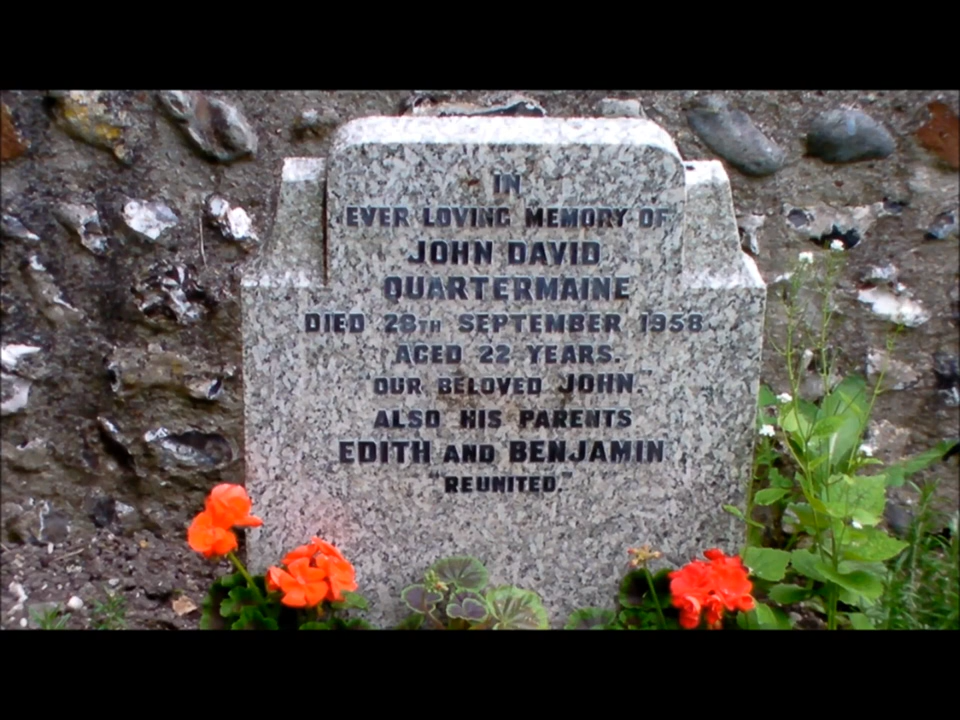 IN
EVER LOVING MEMORY OF
JOHN DAVID
QUARTERMAINE
DIED 28TH SEPTEMBER 1958
AGED 22 YEARS.
OUR BELOVED JOHN."
ALSO HIS PARENTS
EDITH AND BENJAMIN
"REUNITED."